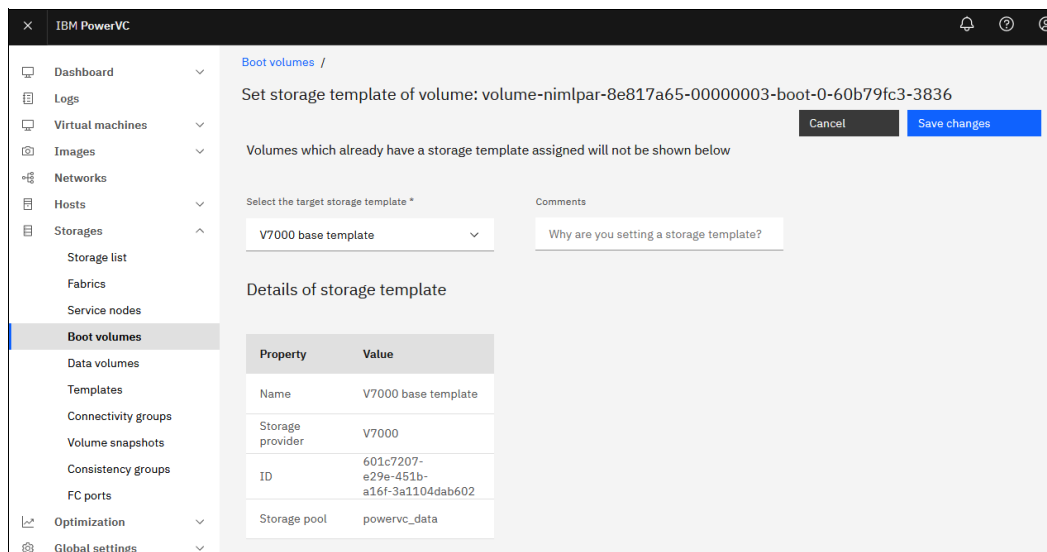 IBM PowerVC
Dashboard
Logs
Virtual machines
Images
Networks
Hosts
Storages
Storage list
Fabrics
Service nodes
Boot volumes
Data volumes
Templates
Connectivity groups
Volume snapshots
Consistency groups
FC ports
Optimization
Global settings
Boot volumes /
Set storage template of volume: volume-nimlpar-8e817a65-00000003-boot-0-60b79fc3-3836
Cancel
Save changes
Volumes which already have a storage template assigned will not be shown below
Select the target storage template *
V7000 base template
Comments
Why are you setting a storage template?
Details of storage template
Property Value
Name V7000 base template
Storage
provider
V7000
ID
601c7207-
e29e-451b-
a16f-3a1104dab602
Storage pool powervc_data